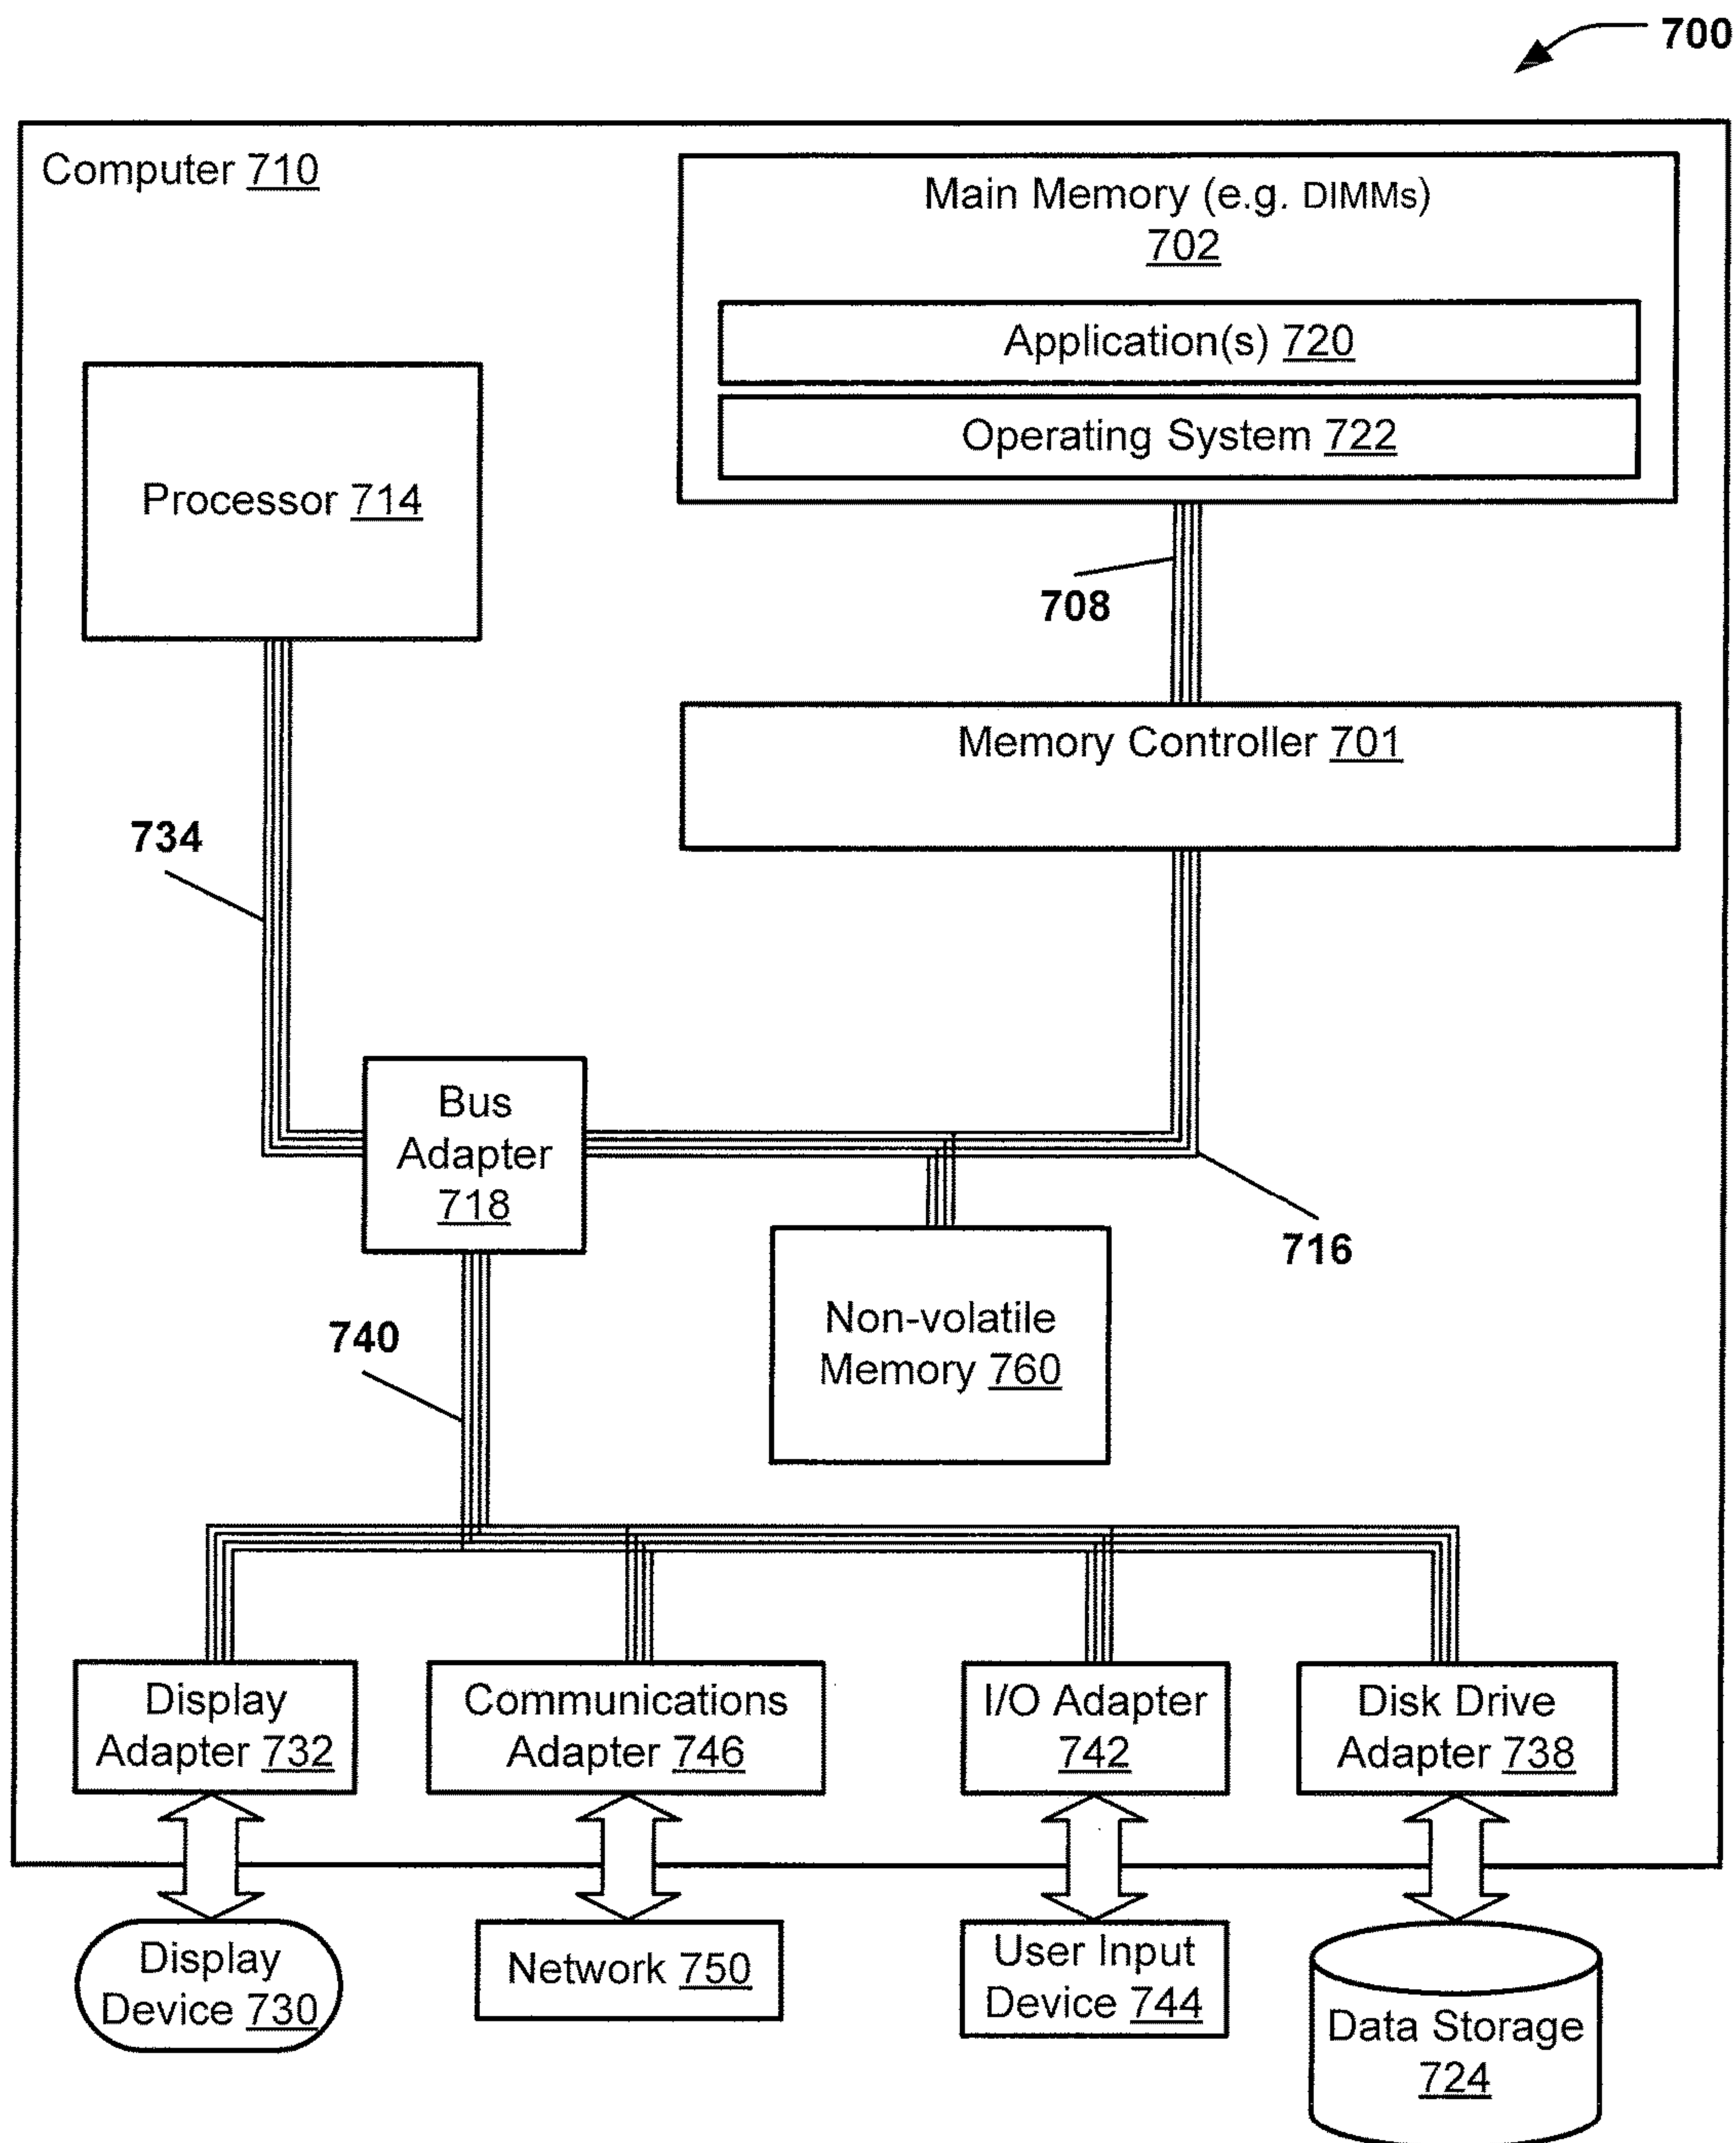 700
Computer 710
Main Memory (e.g. DIMMs)
702
Application(s) 720
Operating System 722
Processor 714
708
Memory Controller 701
734
Bus
Adapter
718
716
Non-volatile
Memory 760
740
Display
Adapter 732
Communications
Adapter 746
I/O Adapter
742
Disk Drive
Adapter 738
Display
Device 730
Network 750
User Input
Device 744
Data Storage
724